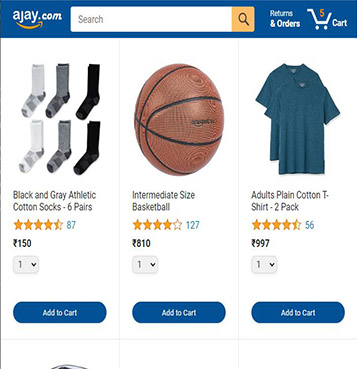 ajay.com
Search
Returns
& Orders
5
Cart
Black and Gray Athletic
Cotton Socks - 6 Pairs
87
₹150
1
Add to Cart
Intermediate Size
Basketball
127
₹810
1
Add to Cart
Adults Plain Cotton T-
Shirt - 2 Pack
56
₹997
1
Add to Cart